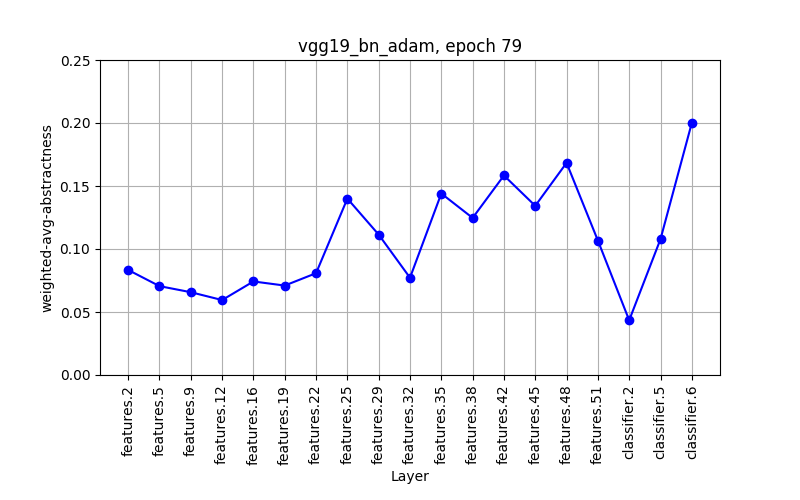 vgg19_bn_adam, epoch 79
weighted-avg-abstractness
0.25
0.20
0.15
0.10
0.05
0.00
features.2
features.5
features.9
features.12
features.16
features.19
features.22
features.25
features.29
features.32
features.35
features.38
features.42
features.45
features.48
features.51
classifier.2
classifier.5
classifier.6
Layer